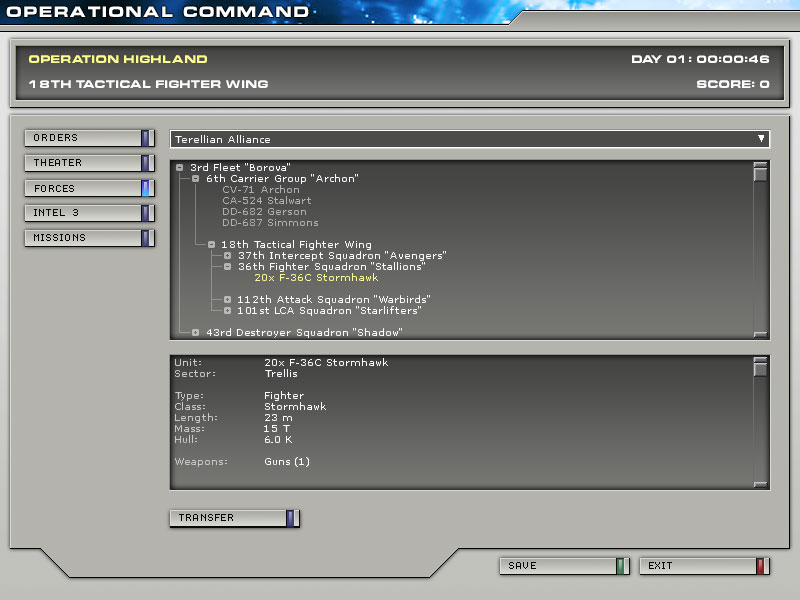 OPERATIONAL COMMAND
OPERATION HIGHLAND
DAY 01: 00:00:46
18TH TACTICAL FIGHTER WING
SCORE: 0
ORDERS
THEATER
FORCES
INTEL 3
MISSIONS
Terellian Alliance
3rd Fleet "Borova"
6th Carrier Group "Archon"
CV-71 Archon
CA-524 Stalwart
DD-682 Gerson
DD-687 Simmons
18th Tactical Fighter Wing
37th Intercept Squadron "Avengers"
36th Fighter Squadron "Stallions"
20x F-36C Stormhawk
112th Attack Squadron "Warbirds"
101st LCA Squadron "Starlifters"
43rd Destroyer Squadron "Shadow"
Unit: 20x F-36C Stormhawk
Sector: Trellis
Type: Fighter
Class: Stormhawk
Length: 23 m
Mass: 15 T
Hull: 6.0 K
Weapons: Guns (1)
TRANSFER
SAVE
EXIT